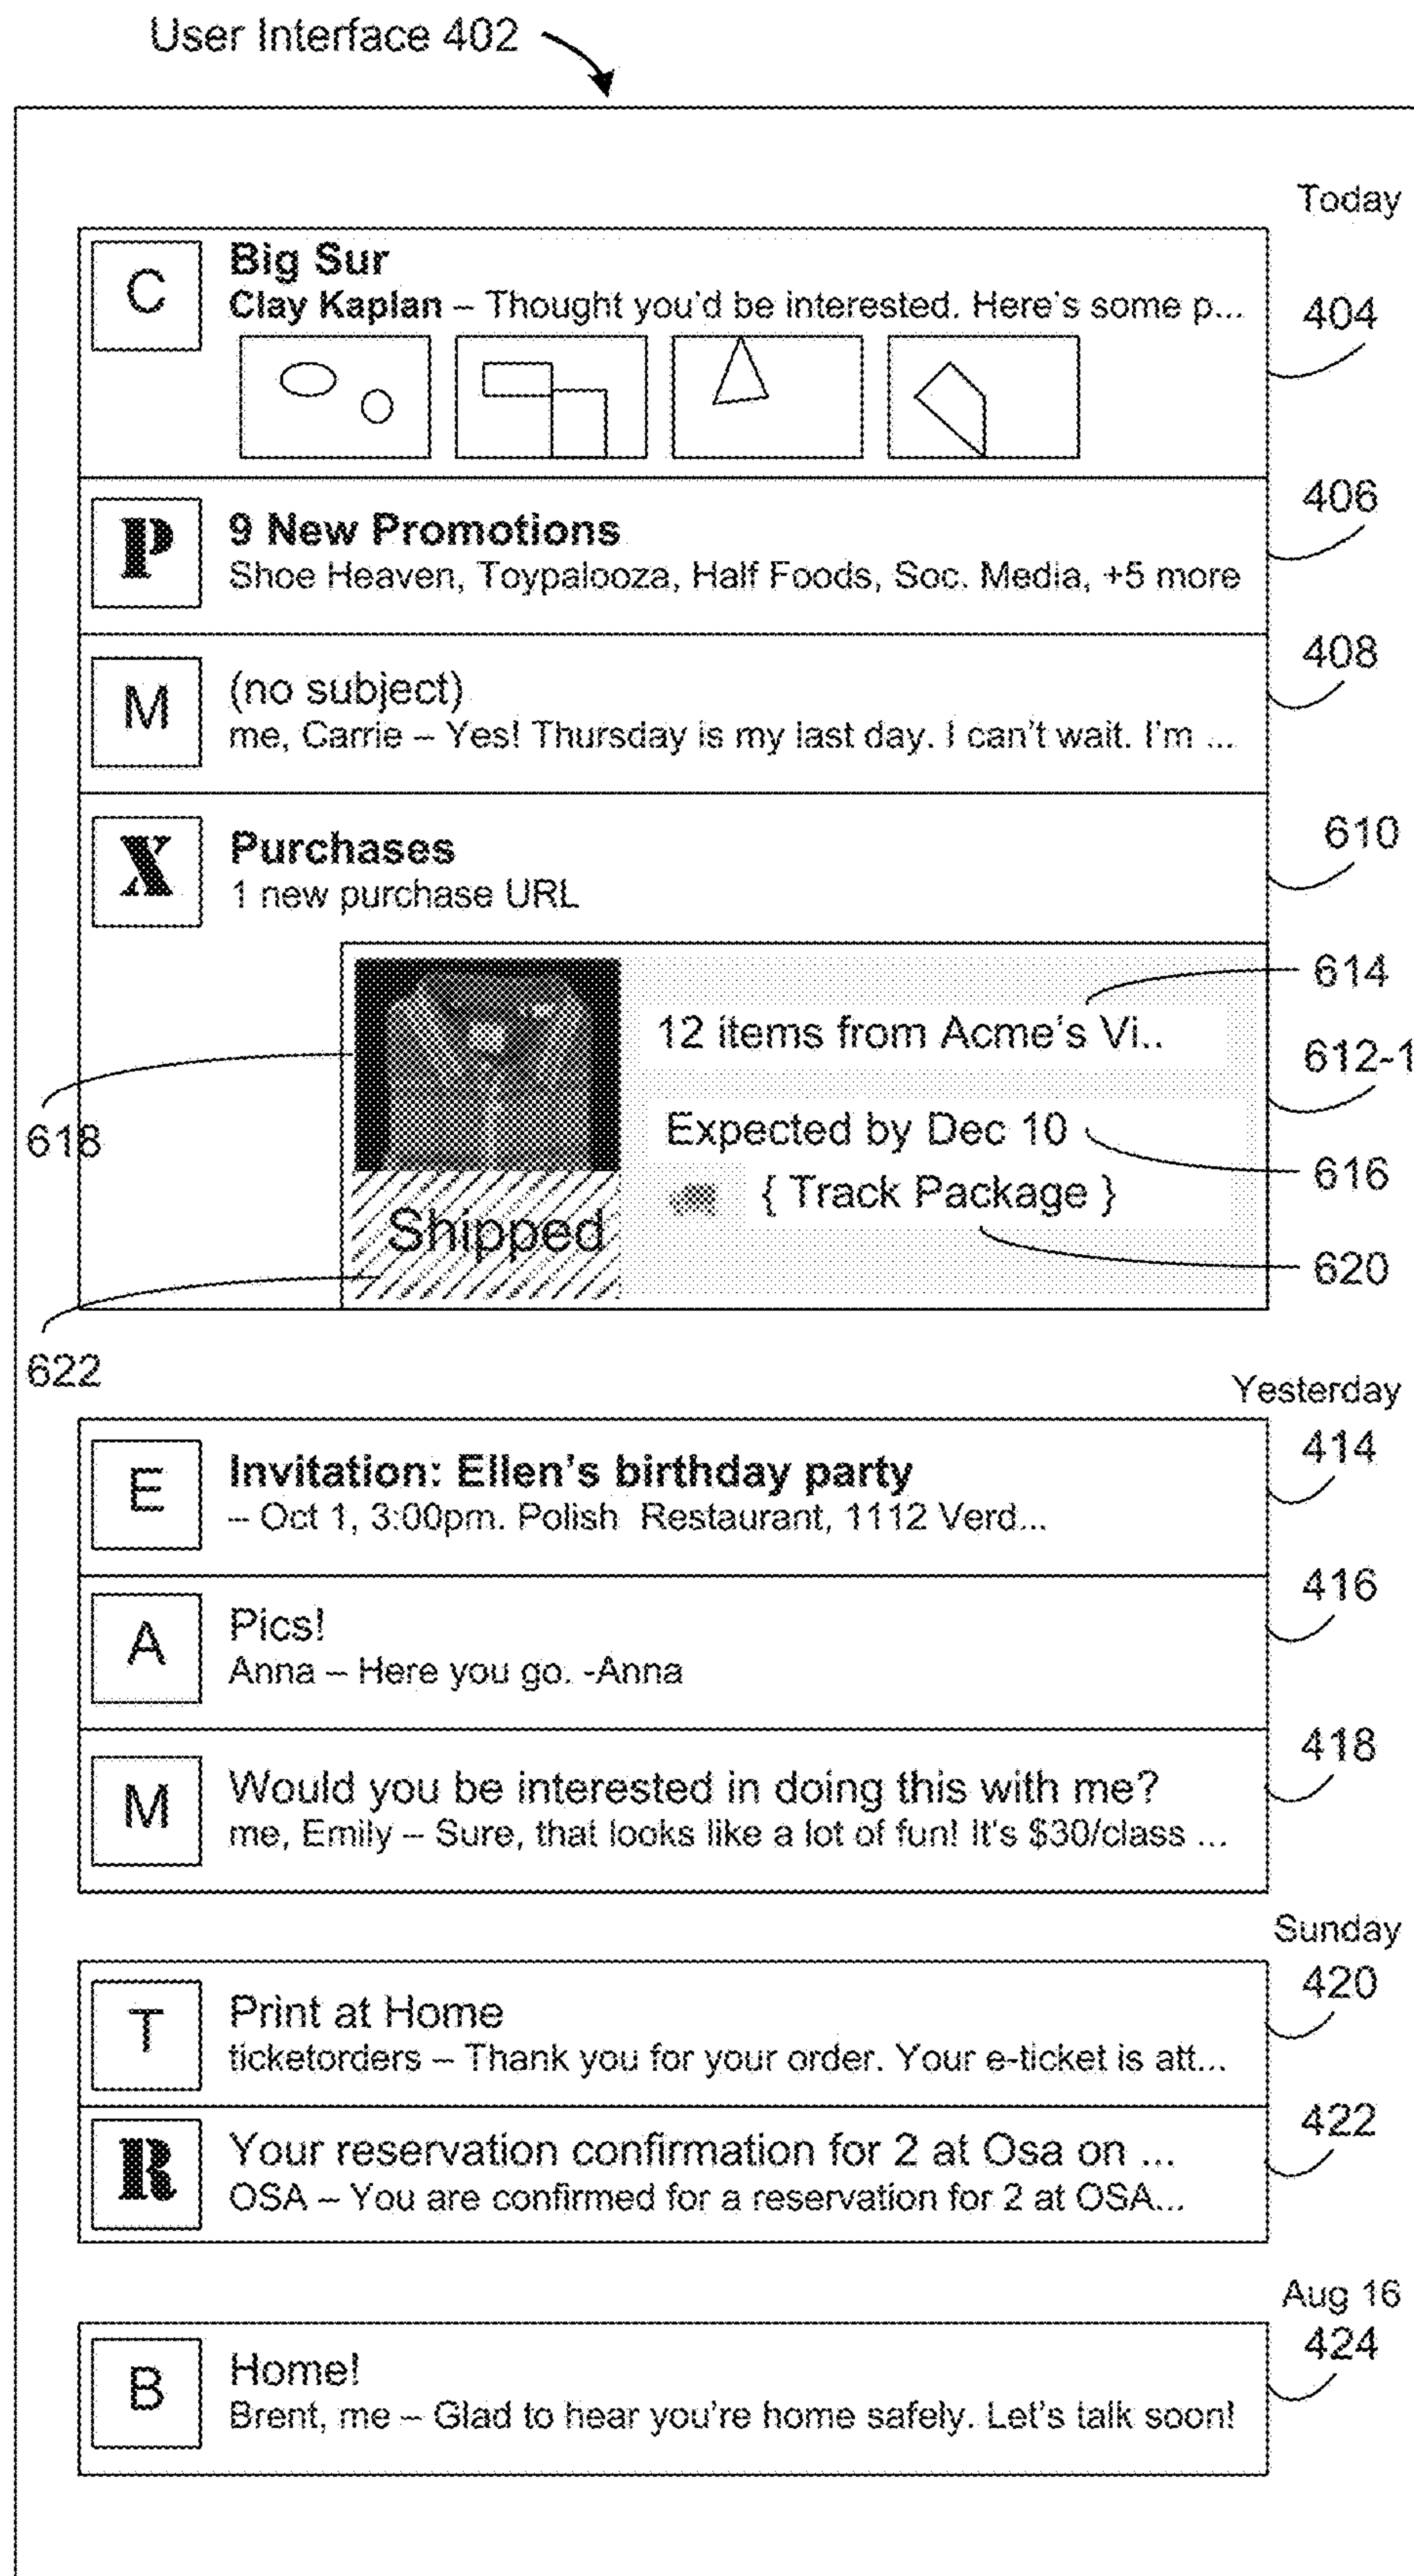 User Interface 402
Today
C
Big Sur
Clay Kaplan – Thought you'd be interested. Here's some p...
404
P
9 New Promotions
Shoe Heaven, Toypalooza, Half Foods, Soc. Media, +5 more
406
M
(no subject)
me, Carrie – Yes! Thursday is my last day. I can't wait. I'm ...
408
X
Purchases
1 new purchase URL
610
614
12 items from Acme's Vi..
612-1
618
Expected by Dec 10
616
{ Track Package }
Shipped
620
622
Yesterday
E
Invitation: Ellen's birthday party
– Oct 1, 3:00pm. Polish Restaurant, 1112 Verd...
414
A
Pics!
Anna – Here you go. -Anna
416
M
Would you be interested in doing this with me?
me, Emily – Sure, that looks like a lot of fun! It's $30/class ...
418
Sunday
T
Print at Home
ticketorders – Thank you for your order. Your e-ticket is att...
420
R
Your reservation confirmation for 2 at Osa on ...
OSA – You are confirmed for a reservation for 2 at OSA...
422
Aug 16
B
Home!
Brent, me – Glad to hear you're home safely. Let's talk soon!
424